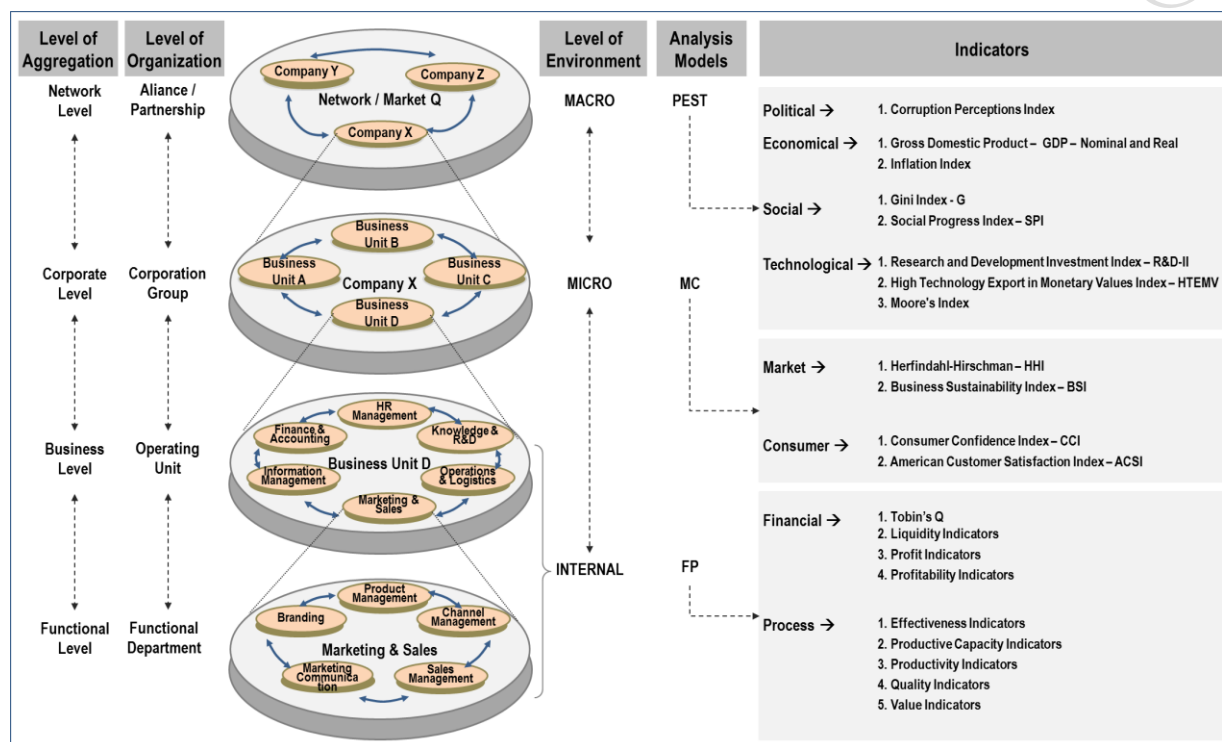 Level of
Aggregation
Level of
Organization
Level of
Environment
Analysis
Models
Indicators
Network
Level
Aliance /
Partnership
Company Y
Company Z
Network / Market Q
Company X
MACRO
PEST
Political →
1. Corruption Perceptions Index
Economical →
1. Gross Domestic Product – GDP – Nominal and Real
2. Inflation Index
Social →
1. Gini Index - G
2. Social Progress Index – SPI
Technological →
1. Research and Development Investment Index – R&D-II
2. High Technology Export in Monetary Values Index – HTEMV
3. Moore's Index
Corporate
Level
Corporation
Group
Business
Unit B
Business
Unit A
Business
Unit C
Company X
Business
Unit D
MICRO
MC
Market →
1. Herfindahl-Hirschman – HHI
2. Business Sustainability Index – BSI
Consumer →
1. Consumer Confidence Index – CCI
2. American Customer Satisfaction Index – ACSI
Business
Level
Operating
Unit
HR
Management
Finance &
Accounting
Knowledge &
R&D
Business Unit D
Information
Management
Operations
& Logistics
Marketing &
Sales
INTERNAL
FP
Financial →
1. Tobin's Q
2. Liquidity Indicators
3. Profit Indicators
4. Profitability Indicators
Process →
1. Effectiveness Indicators
2. Productive Capacity Indicators
3. Productivity Indicators
4. Quality Indicators
5. Value Indicators
Functional
Level
Functional
Department
Product
Management
Branding
Channel
Management
Marketing & Sales
Marketing
Communica
tion
Sales
Management